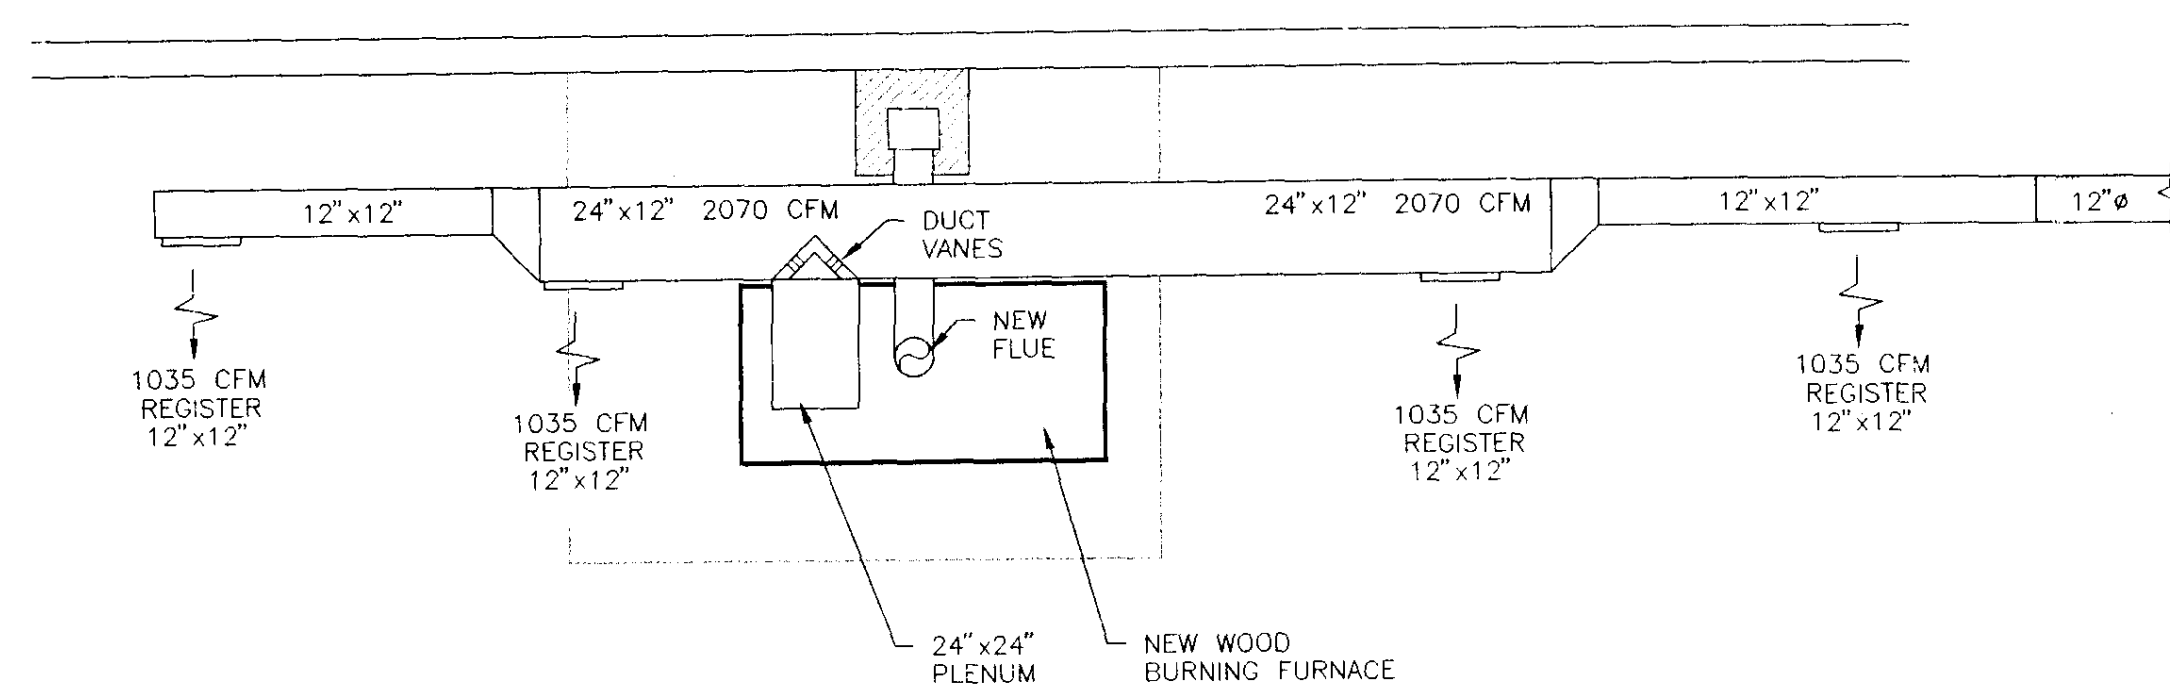 12"x12"
24"x12" 2070 CFM
DUCT
VANES
24"x12" 2070 CFM
12"x12"
12"ø
NEW
FLUE
1035 CFM
REGISTER
12"x12"
1035 CFM
REGISTER
12"x12"
1035 CFM
REGISTER
12"x12"
1035 CFM
REGISTER
12"x12"
24"x24"
PLENUM
NEW WOOD
BURNING FURNACE